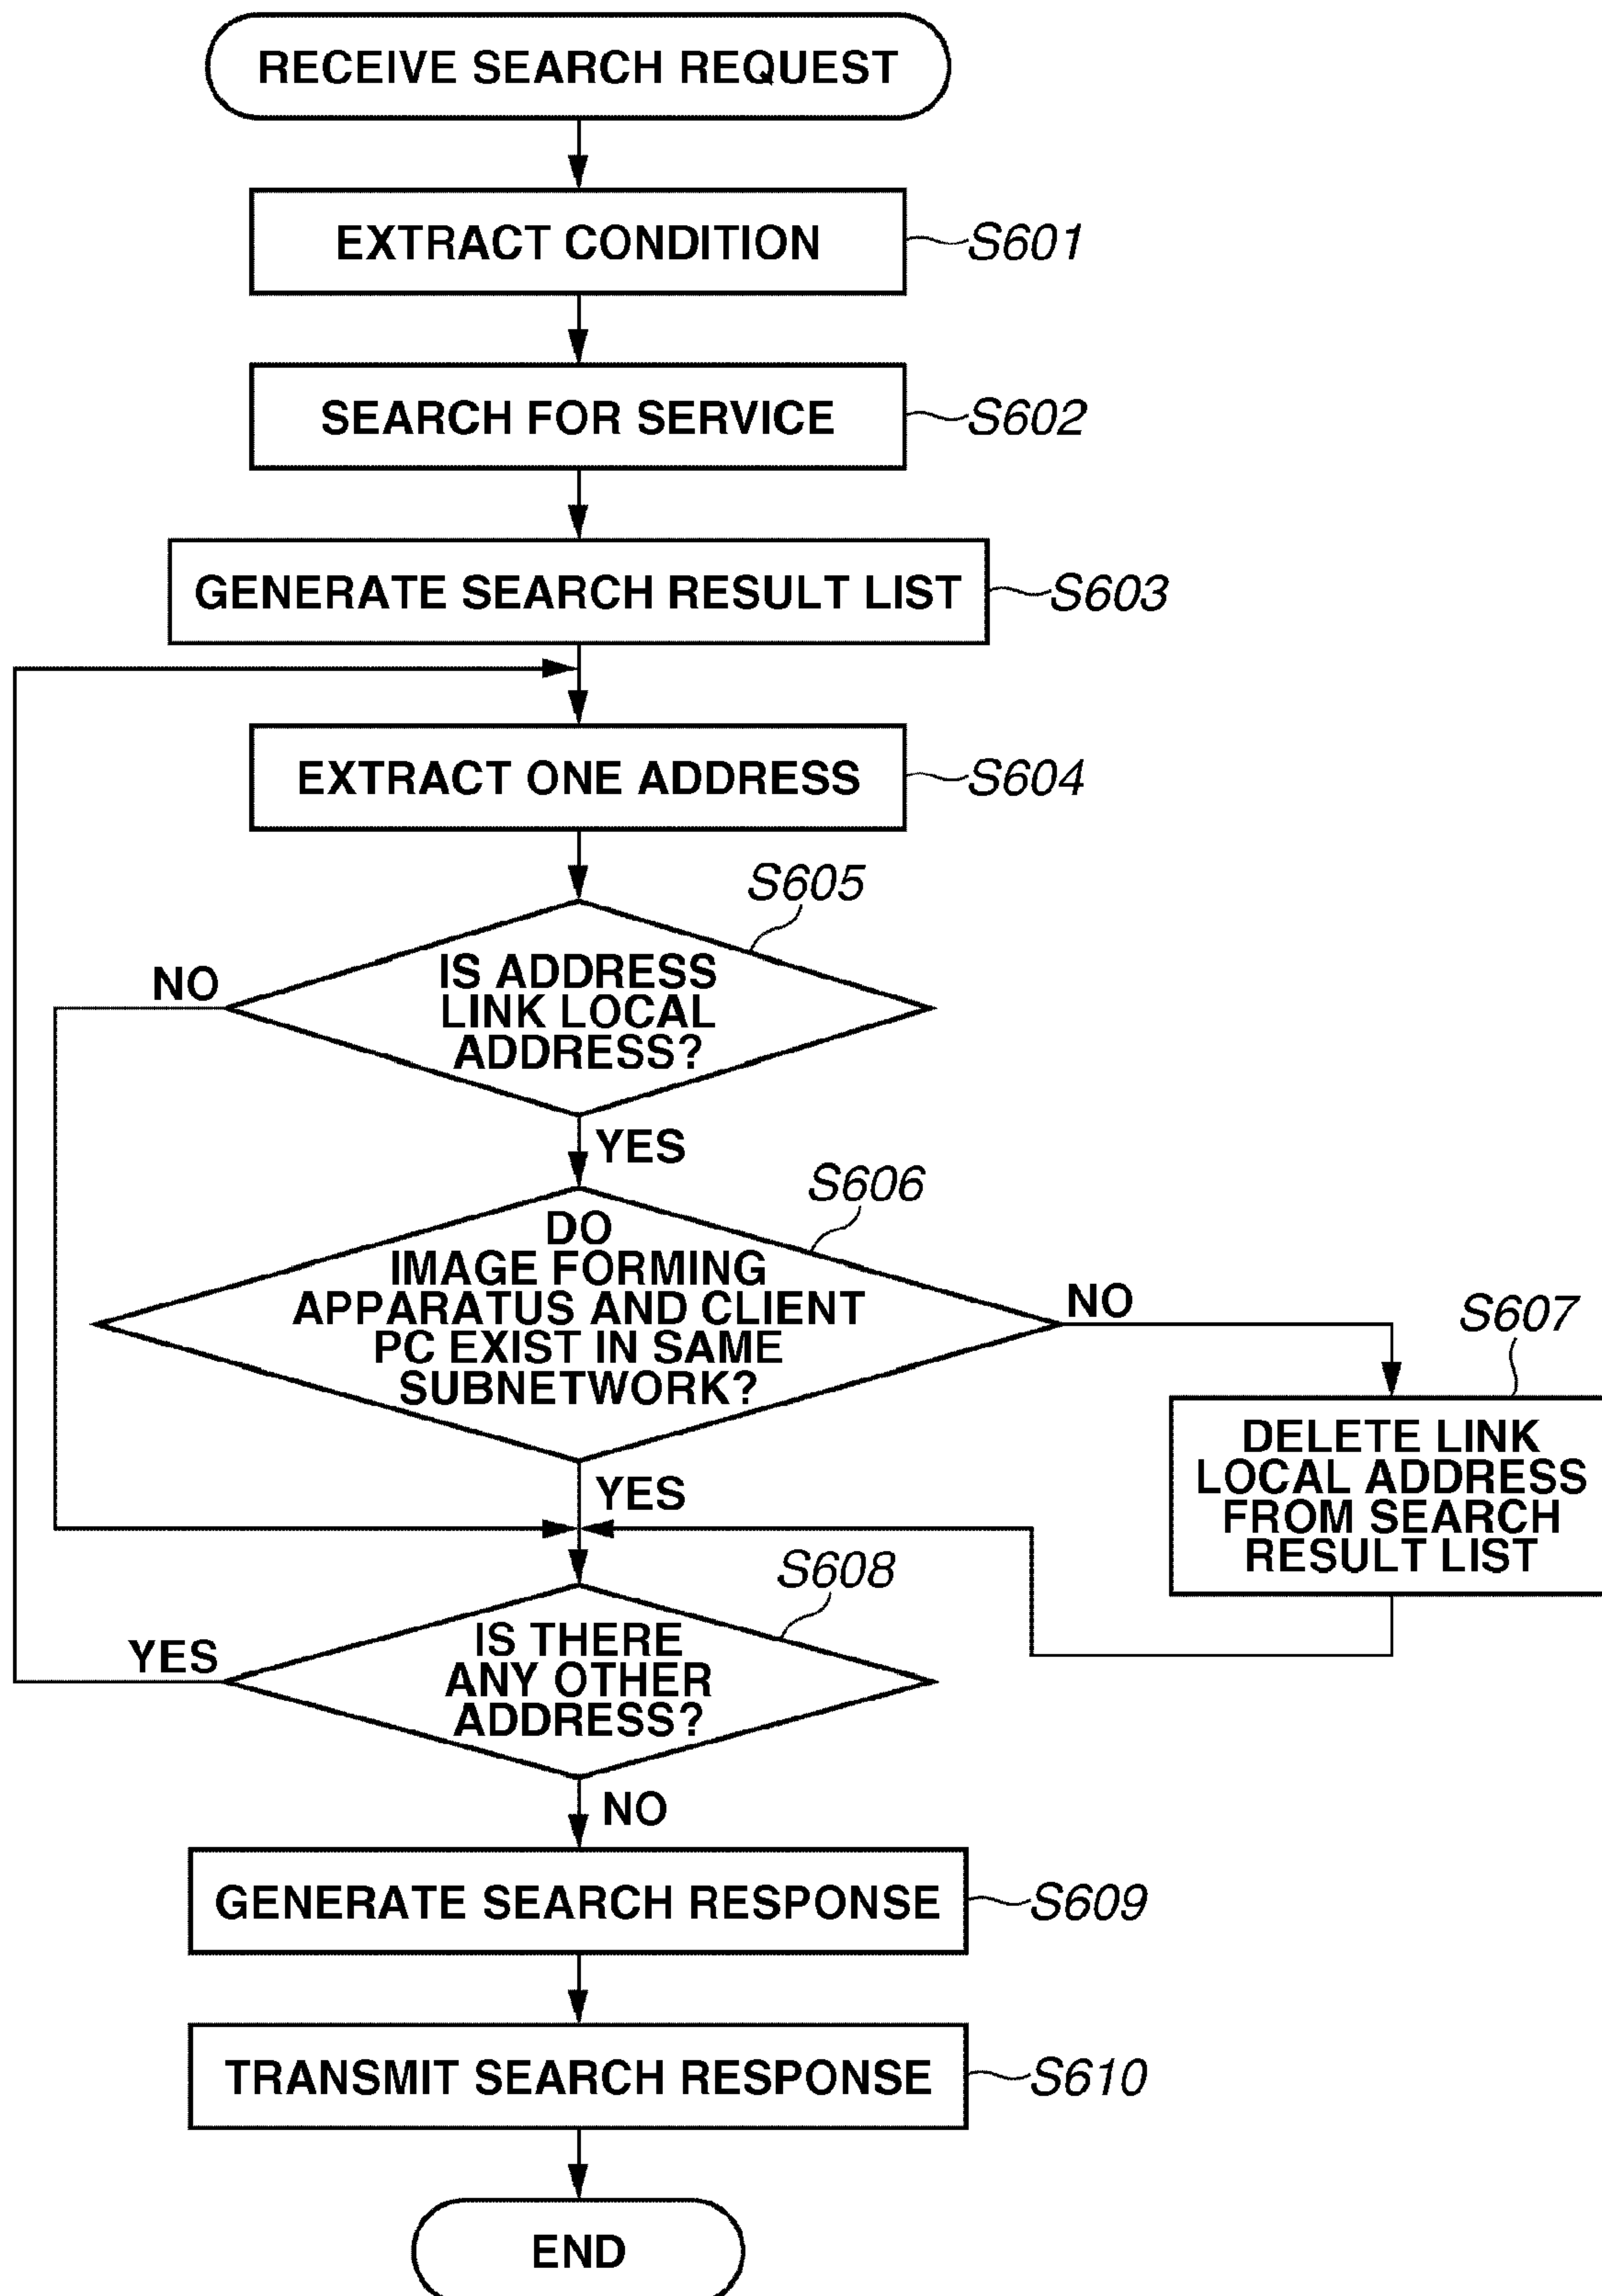 RECEIVE SEARCH REQUEST
EXTRACT CONDITION
S601
SEARCH FOR SERVICE
S602
GENERATE SEARCH RESULT LIST
S603
EXTRACT ONE ADDRESS
S604
S605
NO
IS ADDRESS
LINK LOCAL
ADDRESS?
YES
S606
DO
IMAGE FORMING
APPARATUS AND CLIENT
PC EXIST IN SAME
SUBNETWORK?
NO
S607
DELETE LINK
LOCAL ADDRESS
FROM SEARCH
RESULT LIST
YES
S608
YES
IS THERE
ANY OTHER
ADDRESS?
NO
GENERATE SEARCH RESPONSE
S609
TRANSMIT SEARCH RESPONSE
S610
END